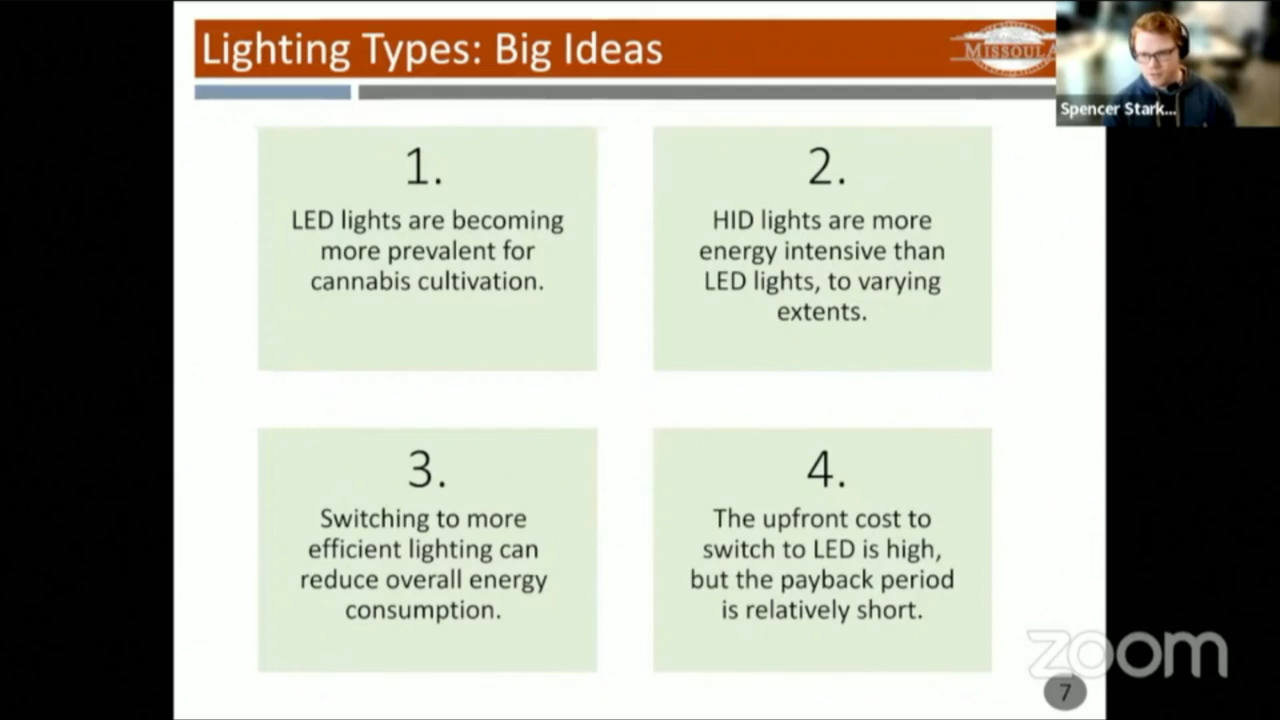 Lighting Types: Big Ideas
MISSOULA
Spencer Stark...
1.
LED lights are becoming
more prevalent for
cannabis cultivation.
2.
HID lights are more
energy intensive than
LED lights, to varying
extents.
3.
Switching to more
efficient lighting can
reduce overall energy
consumption.
4.
The upfront cost to
switch to LED is high,
but the payback period
is relatively short.
zoom
7